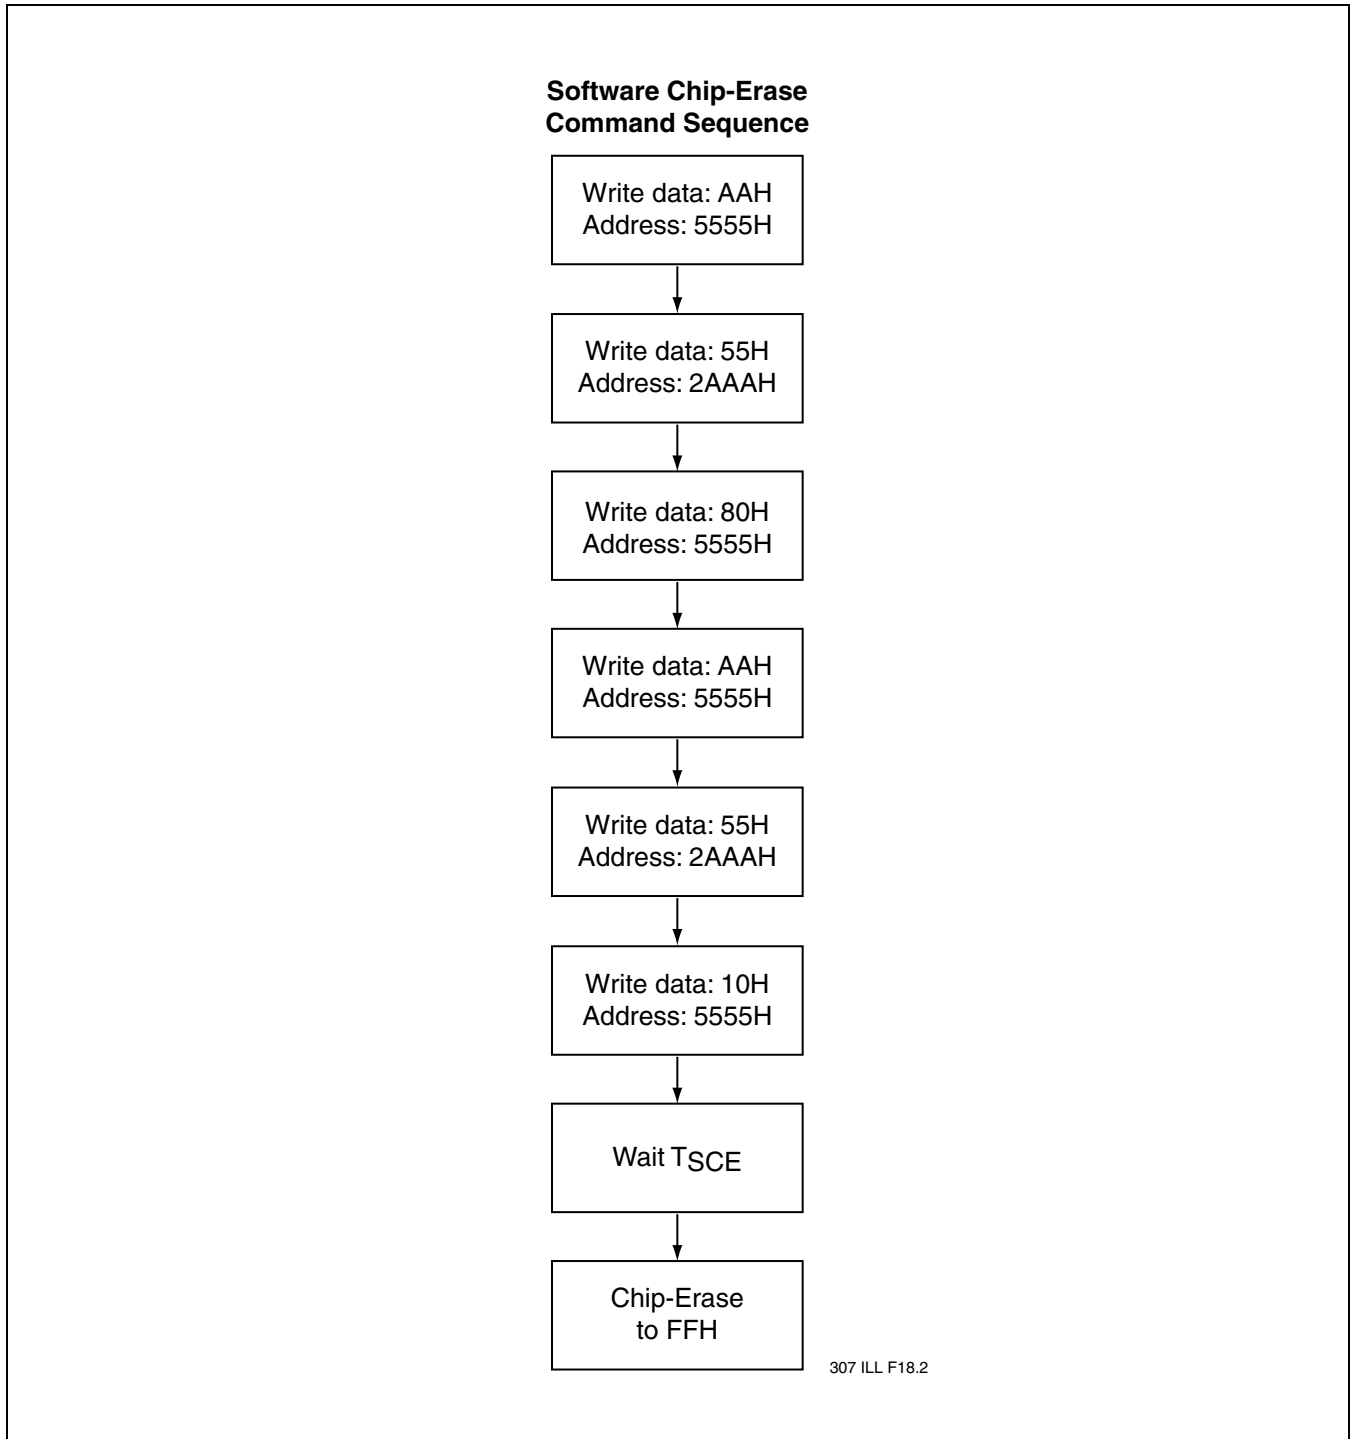 Software Chip-Erase
Command Sequence
Write data: AAH
Address: 5555H
Write data: 55H
Address: 2AAAH
Write data: 80H
Address: 5555H
Write data: AAH
Address: 5555H
Write data: 55H
Address: 2AAAH
Write data: 10H
Address: 5555H
Wait TSCE
Chip-Erase
to FFH
307 ILL F18.2